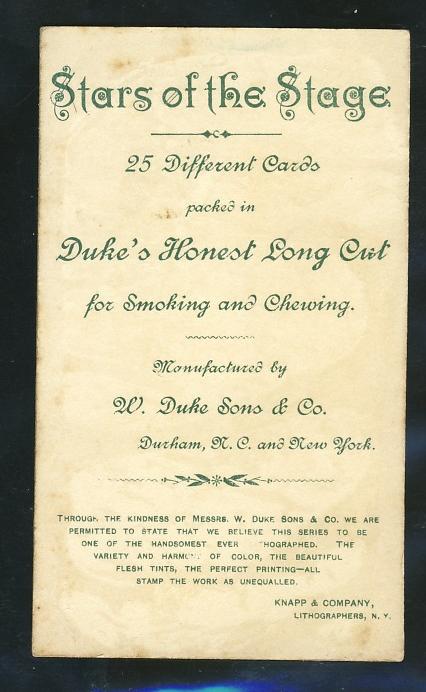 Stars of the Stage
25 Different Cards
packed in
Duke's Honest Long Cut
for Smoking and Chewing.
Manufactured by
W. Duke Sons & Co.
Durham, N.C. and New York.
THROUGH THE KINDNESS OF MESSRS. W. DUKE SONS & CO. WE ARE
PERMITTED TO STATE THAT WE BELIEVE THIS SERIES TO BE
ONE OF THE HANDSOMEST EVER THOGRAPHED. THE
VARIETY AND HARMONY OF COLOR, THE BEAUTIFUL
FLESH TINTS, THE PERFECT PRINTING—ALL
STAMP THE WORK AS UNEQUALLED.
KNAPP & COMPANY,
LITHOGRAPHERS, N. Y.